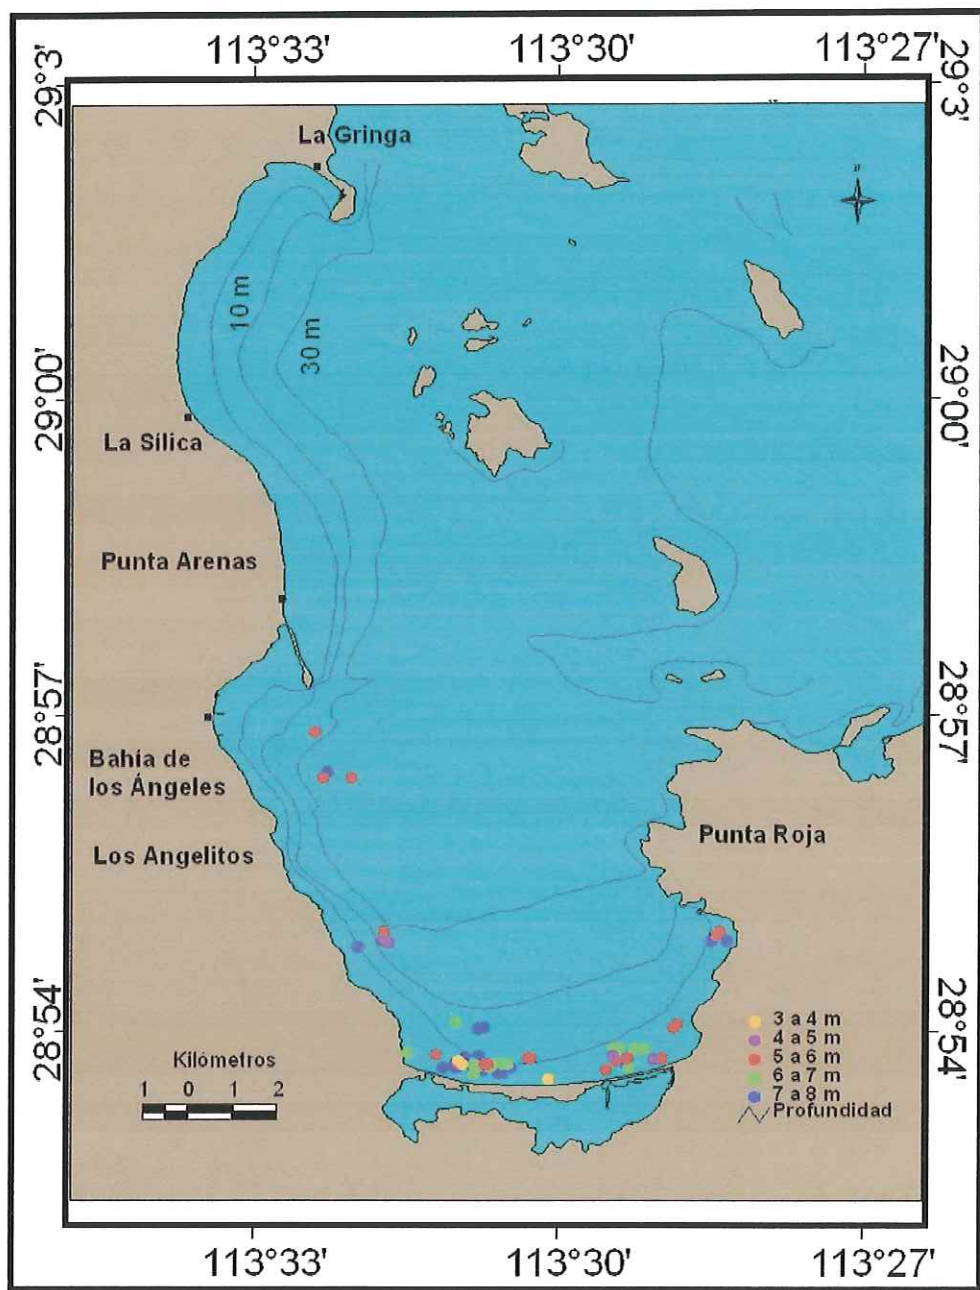 113°33' 113°30' 113°27'
29°3' 29°3'
La Gringa
10 m
30 m
29°00' 29°00'
La Sílica
Punta Arenas
28°57' 28°57'
Bahía de
los Ángeles
Punta Roja
Los Angelitos
28°54' 28°54'
3 a 4 m
4 a 5 m
5 a 6 m
6 a 7 m
7 a 8 m
Profundidad
Kilómetros
1 0 1 2
113°33' 113°30' 113°27'